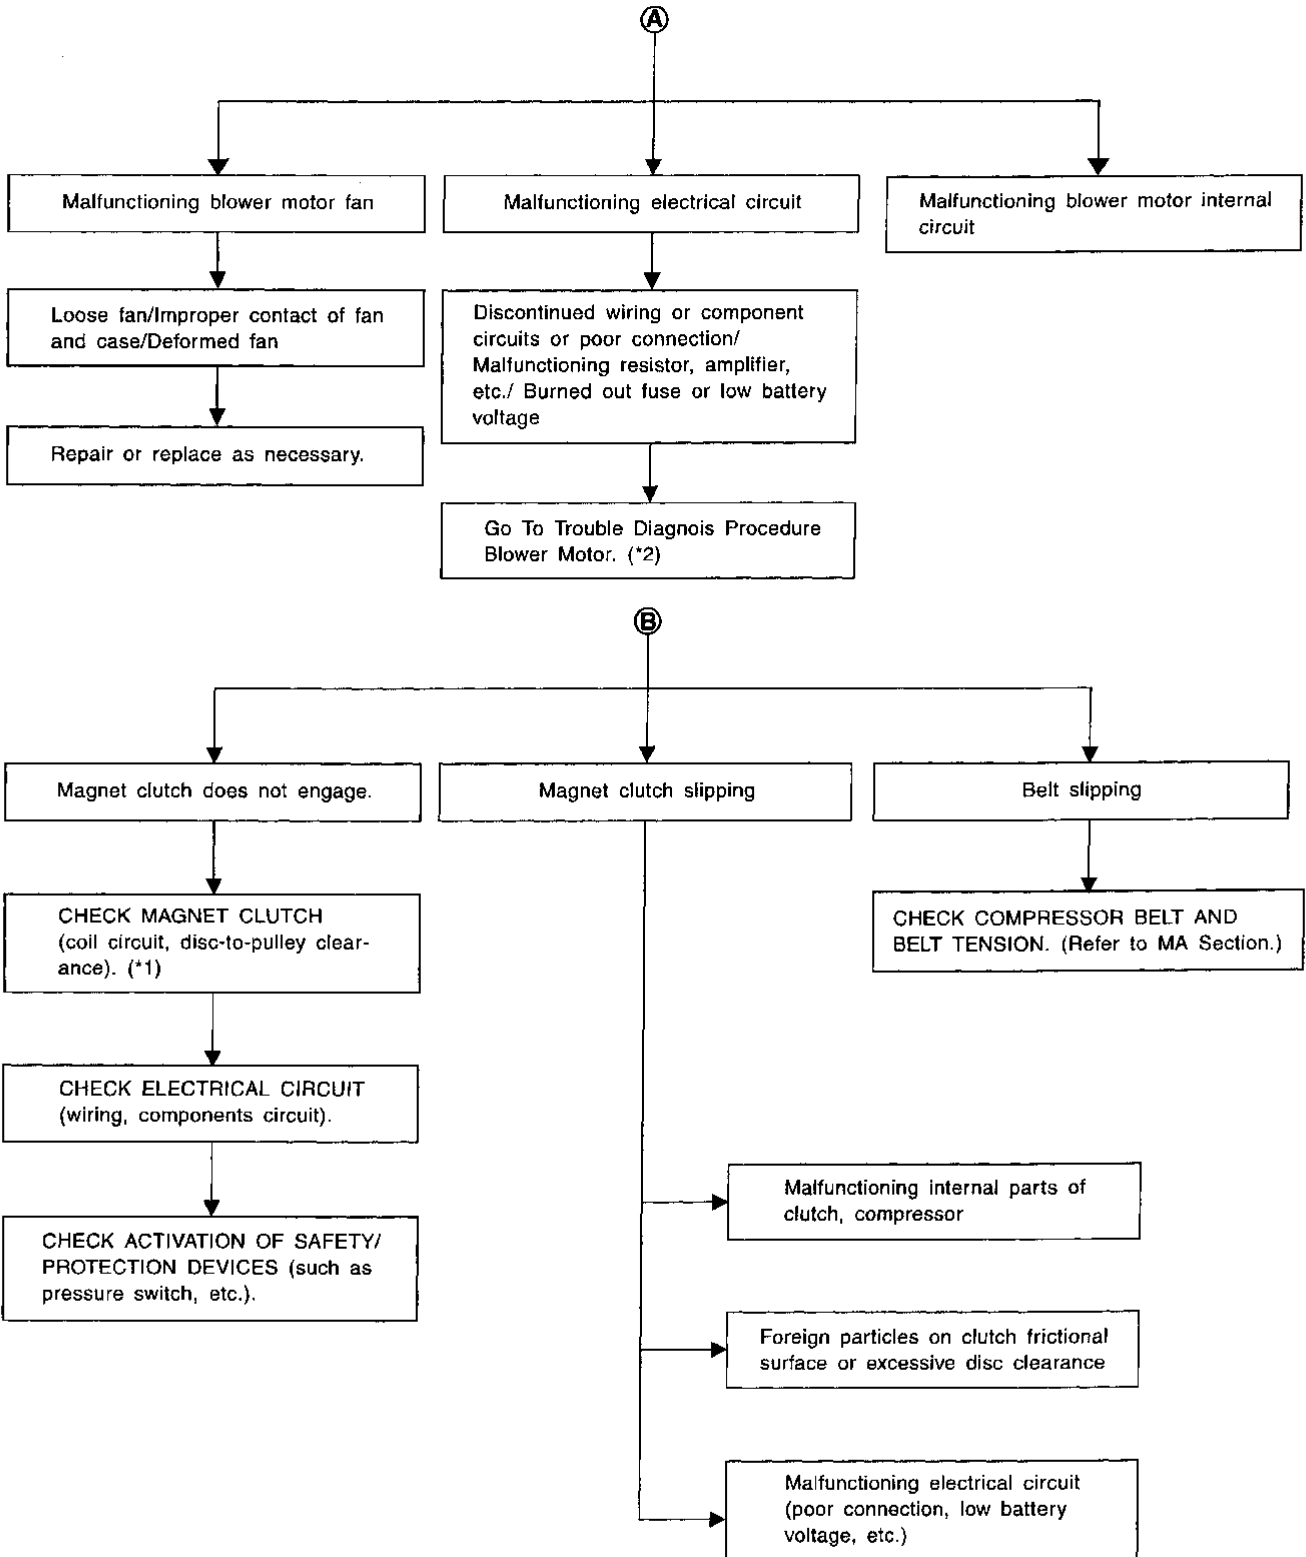 A
Malfunctioning blower motor fan
Malfunctioning electrical circuit
Malfunctioning blower motor internal
circuit
Loose fan/Improper contact of fan
and case/Deformed fan
Discontinued wiring or component
circuits or poor connection/
Malfunctioning resistor, amplifier,
etc./ Burned out fuse or low battery
voltage
Repair or replace as necessary.
Go To Trouble Diagnois Procedure
Blower Motor. (*2)
B
Magnet clutch does not engage.
Magnet clutch slipping
Belt slipping
CHECK MAGNET CLUTCH
(coil circuit, disc-to-pulley clear-
ance). (*1)
CHECK COMPRESSOR BELT AND
BELT TENSION. (Refer to MA Section.)
CHECK ELECTRICAL CIRCUIT
(wiring, components circuit).
CHECK ACTIVATION OF SAFETY/
PROTECTION DEVICES (such as
pressure switch, etc.).
Malfunctioning internal parts of
clutch, compressor
Foreign particles on clutch frictional
surface or excessive disc clearance
Malfunctioning electrical circuit
(poor connection, low battery
voltage, etc.)